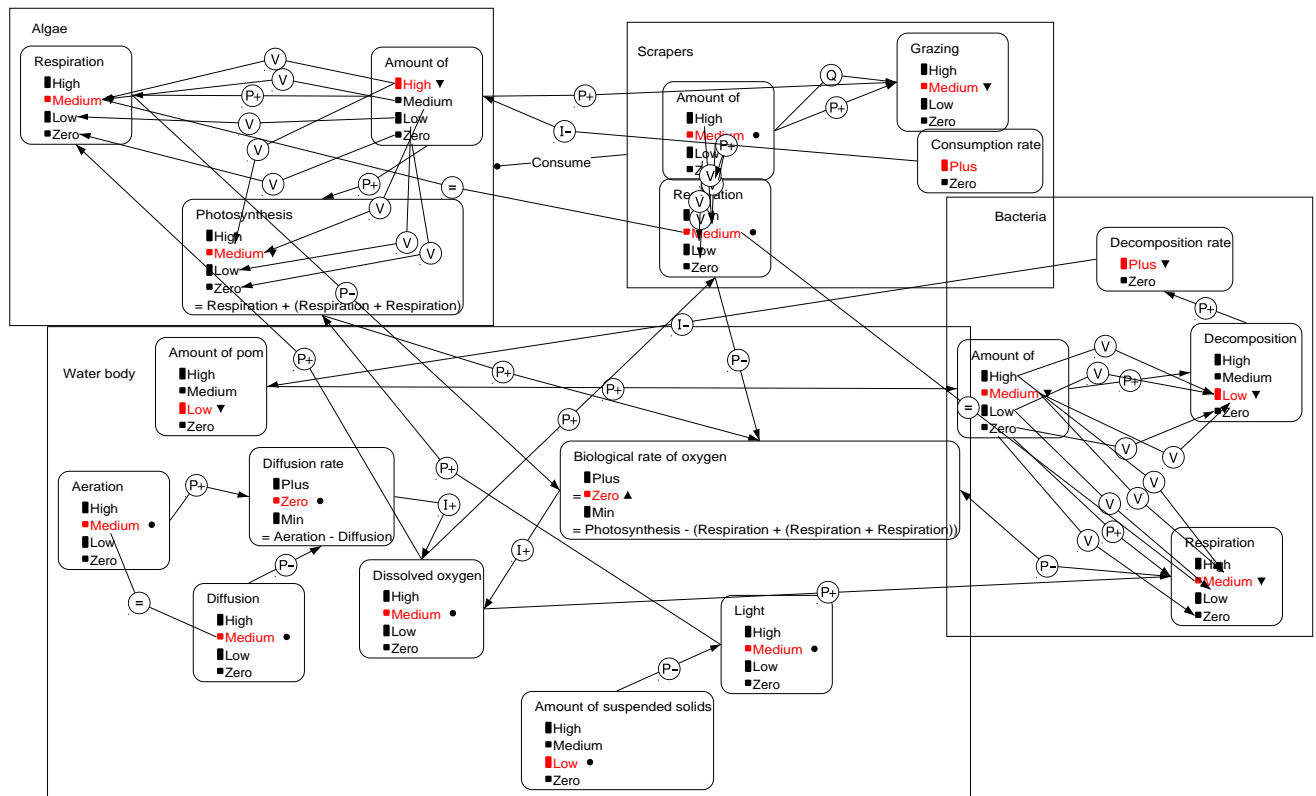 Algae
Respiration
High
Medium
Low
Zero
Amount of
High
Medium
Low
Zero
V
V
P+
V
V
V
P+
V
V
V
=
Photosynthesis
High
Medium
Low
Zero
= Respiration + (Respiration + Respiration)
Scrapers
Amount of
High
Medium
Low
Respiration
Medium
Low
Zero
P+
V
V
V
Grazing
High
Medium
Low
Zero
Q
P+
P+
I-
Consume
Consumption rate
Plus
Zero
Bacteria
Decomposition rate
Plus
Zero
P+
Decomposition
High
Medium
Low
Zero
Amount of
High
Medium
Low
Zero
V
V
P+
V
V
V
V
V
P+
V
=
Respiration
High
Medium
Low
Zero
Water body
Amount of pom
High
Medium
Low
Zero
P-
I-
P+
P+
P+
P-
P+
P+
Aeration
High
Medium
Low
Zero
P+
Diffusion rate
Plus
Zero
Min
= Aeration - Diffusion
I+
P-
=
Diffusion
High
Medium
Low
Zero
Biological rate of oxygen
Plus
= Zero
Min
= Photosynthesis - (Respiration + (Respiration + Respiration))
I+
P-
P+
Dissolved oxygen
High
Medium
Low
Zero
Light
High
Medium
Low
Zero
P-
Amount of suspended solids
High
Medium
Low
Zero